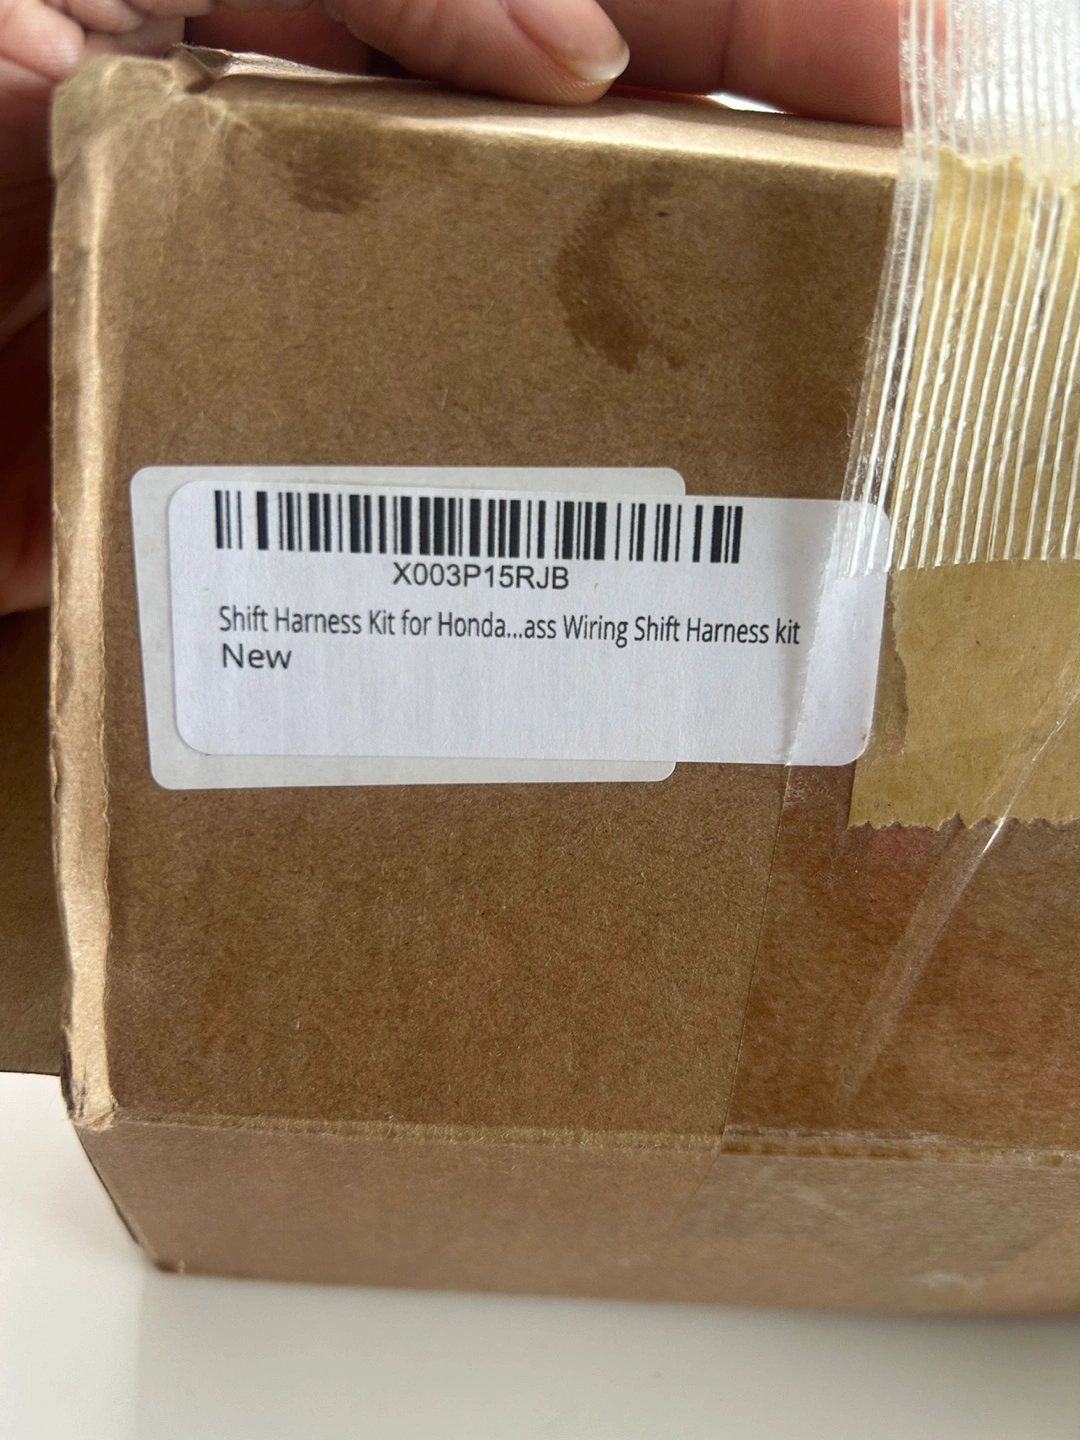 X003P15RJB
Shift Harness Kit for Honda...ass Wiring Shift Harness kit
New